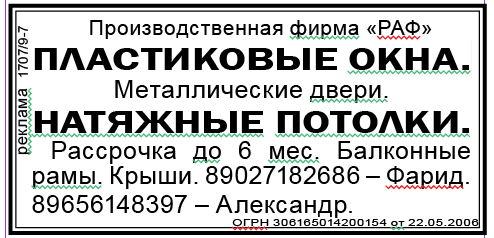 Производственная фирма «РАФ»
ПЛАСТИКОВЫЕ ОКНА.
Металлические двери.
НАТЯЖНЫЕ ПОТОЛКИ.
Рассрочка до 6 мес. Балконные
рамы. Крыши. 89027182686 – Фарид.
89656148397 – Александр.
ОГРН 306165014200154 от 22.05.2006
реклама 1707/9-7